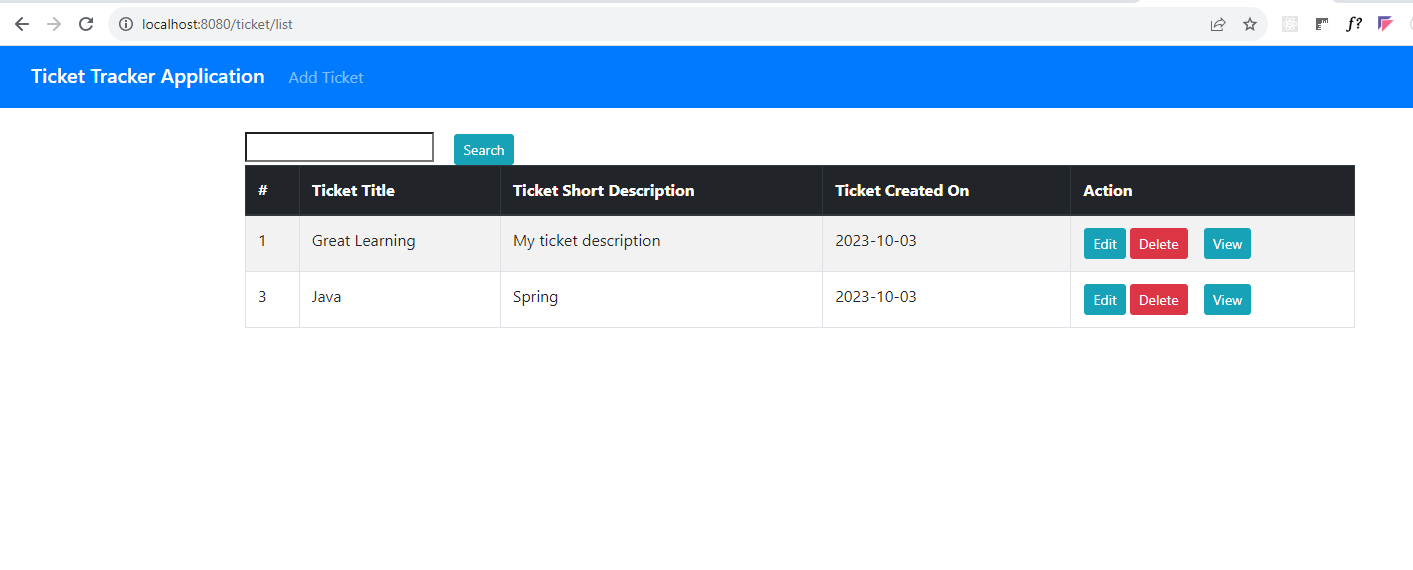 localhost:8080/ticket/list
f?
Ticket Tracker Application Add Ticket
Search
# Ticket Title Ticket Short Description Ticket Created On Action
1 Great Learning My ticket description 2023-10-03 Edit Delete View
3 Java Spring 2023-10-03 Edit Delete View